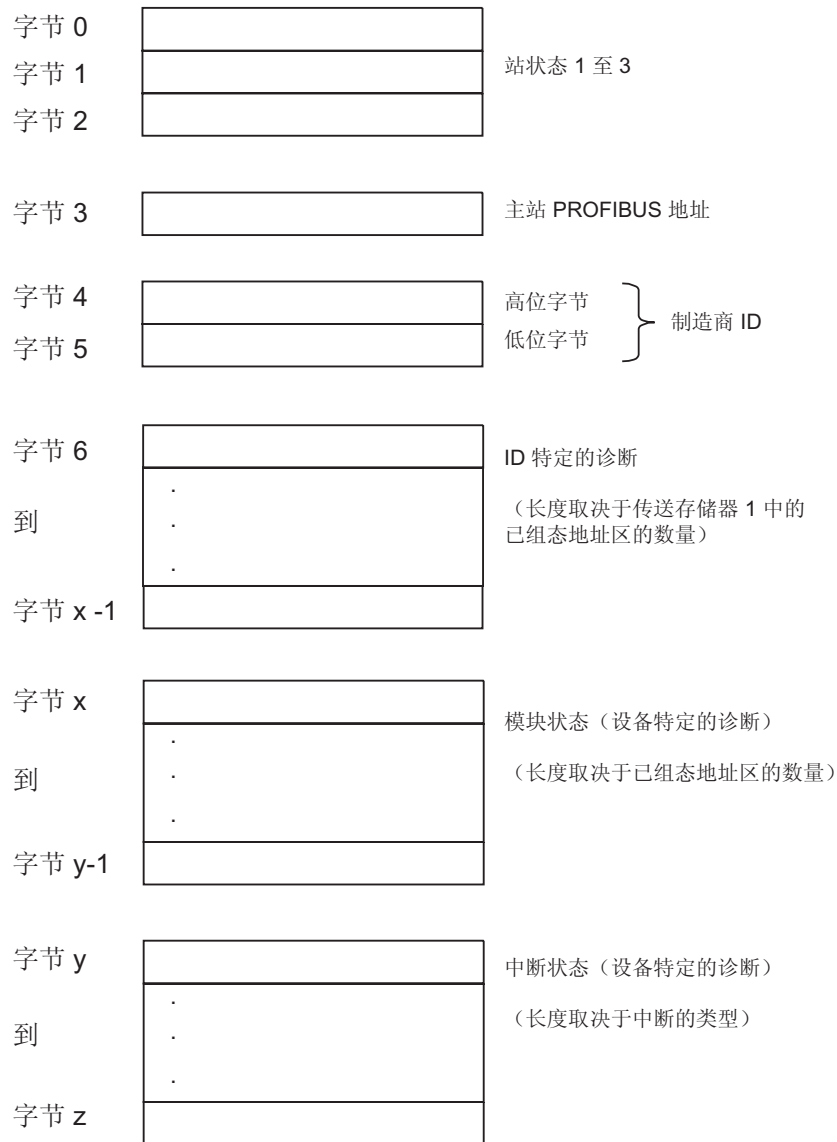 字节 0
字节 1
站状态 1 至 3
字节 2
字节 3
主站 PROFIBUS 地址
字节 4
高位字节
制造商 ID
字节 5
低位字节
字节 6
ID 特定的诊断
到
（长度取决于传送存储器 1 中的
已组态地址区的数量）
字节 x -1
字节 x
模块状态（设备特定的诊断）
到
（长度取决于已组态地址区的数量）
字节 y-1
字节 y
中断状态（设备特定的诊断）
到
（长度取决于中断的类型）
字节 z